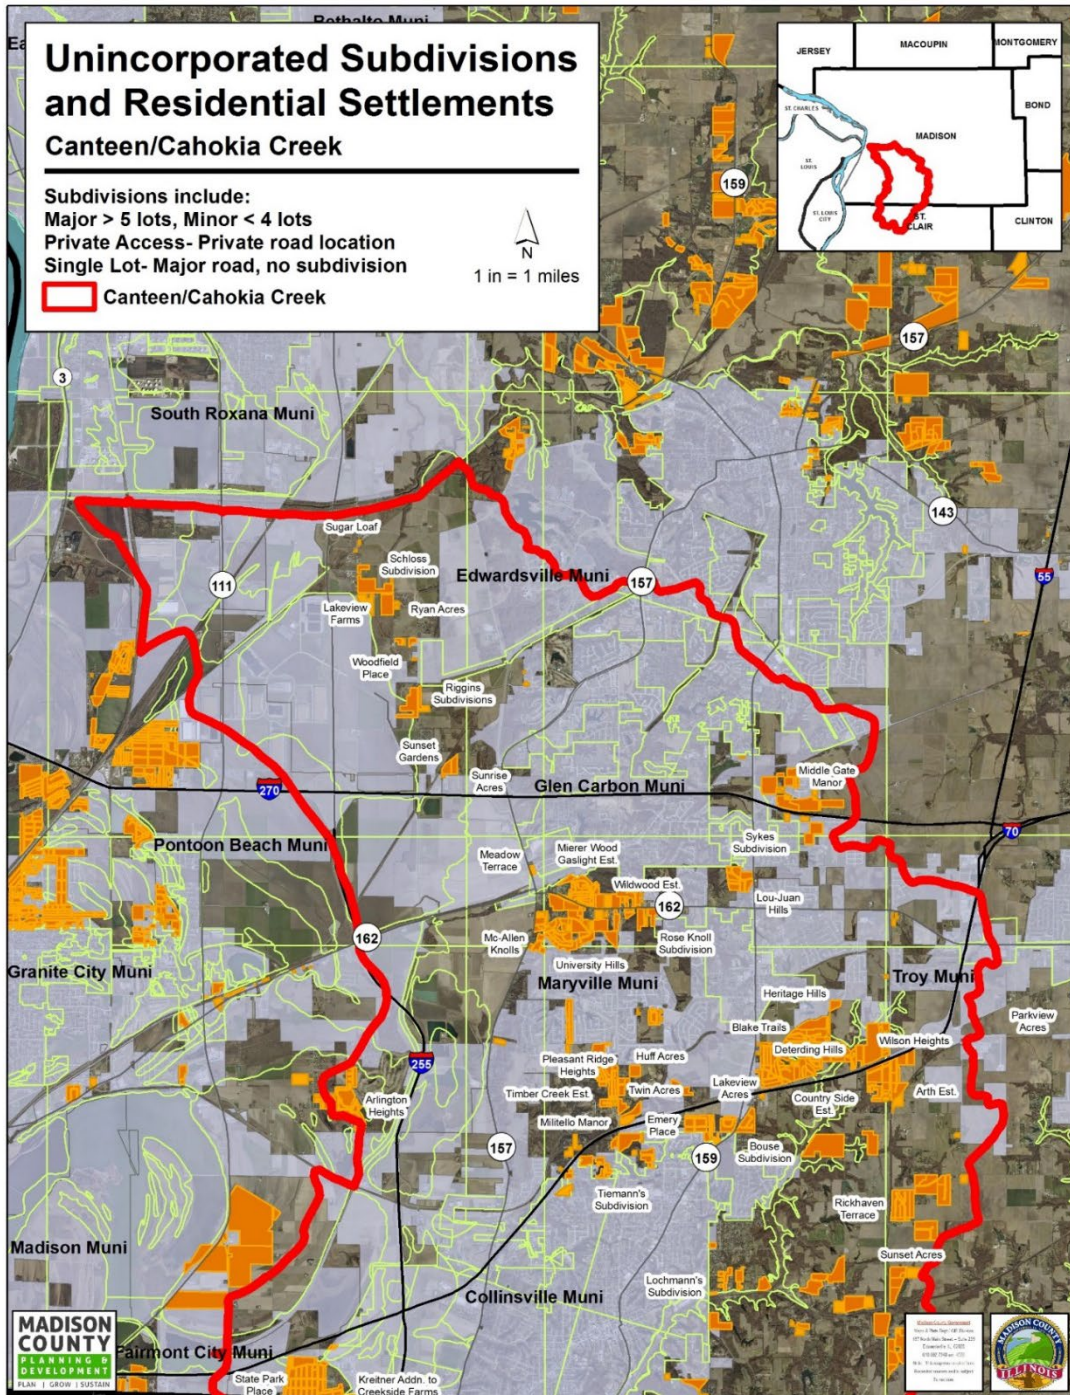 Bethalto Muni
Ea
Unincorporated Subdivisions
and Residential Settlements
Canteen/Cahokia Creek
Subdivisions include:
Major > 5 lots, Minor < 4 lots
Private Access- Private road location
Single Lot- Major road, no subdivision
Canteen/Cahokia Creek
N
1 in = 1 miles
JERSEY
MACOUPIN
MONTGOMERY
BOND
ST. CHARLES
MADISON
ST. LOUIS
ST. LOUIS CITY
ST. CLAIR
CLINTON
159
157
3
South Roxana Muni
143
Sugar Loaf
Schloss
Subdivision
Edwardsville Muni
157
55
111
Lakeview
Farms
Ryan Acres
Woodfield
Place
Riggins
Subdivisions
Sunset
Gardens
Sunrise
Acres
Middle Gate
Manor
270
Glen Carbon Muni
70
Pontoon Beach Muni
Sykes
Subdivision
Meadow
Terrace
Mierer Wood
Gaslight Est.
Wildwood Est.
Lou-Juan
Hills
162
162
Mc-Allen
Knolls
Rose Knoll
Subdivision
University Hills
Granite City Muni
Maryville Muni
Troy Muni
Heritage Hills
Parkview
Acres
Blake Trails
Wilson Heights
Deterding Hills
Pleasant Ridge
Heights
Huff Acres
255
Timber Creek Est.
Twin Acres
Lakeview
Acres
Arth Est.
Arlington
Heights
Country Side
Est.
Militello Manor
Emery
Place
157
159
Bouse
Subdivision
Tiemann's
Subdivision
Rickhaven
Terrace
Madison Muni
Sunset Acres
Lochmann's
Subdivision
Collinsville Muni
MADISON
COUNTY
PLANNING &
DEVELOPMENT
PLAN | GROW | SUSTAIN
Fairmont City Muni
State Park
Place
Kreitner Addn. to
Creekside Farms
Madison County Government
MADISON COUNTY
ILLINOIS